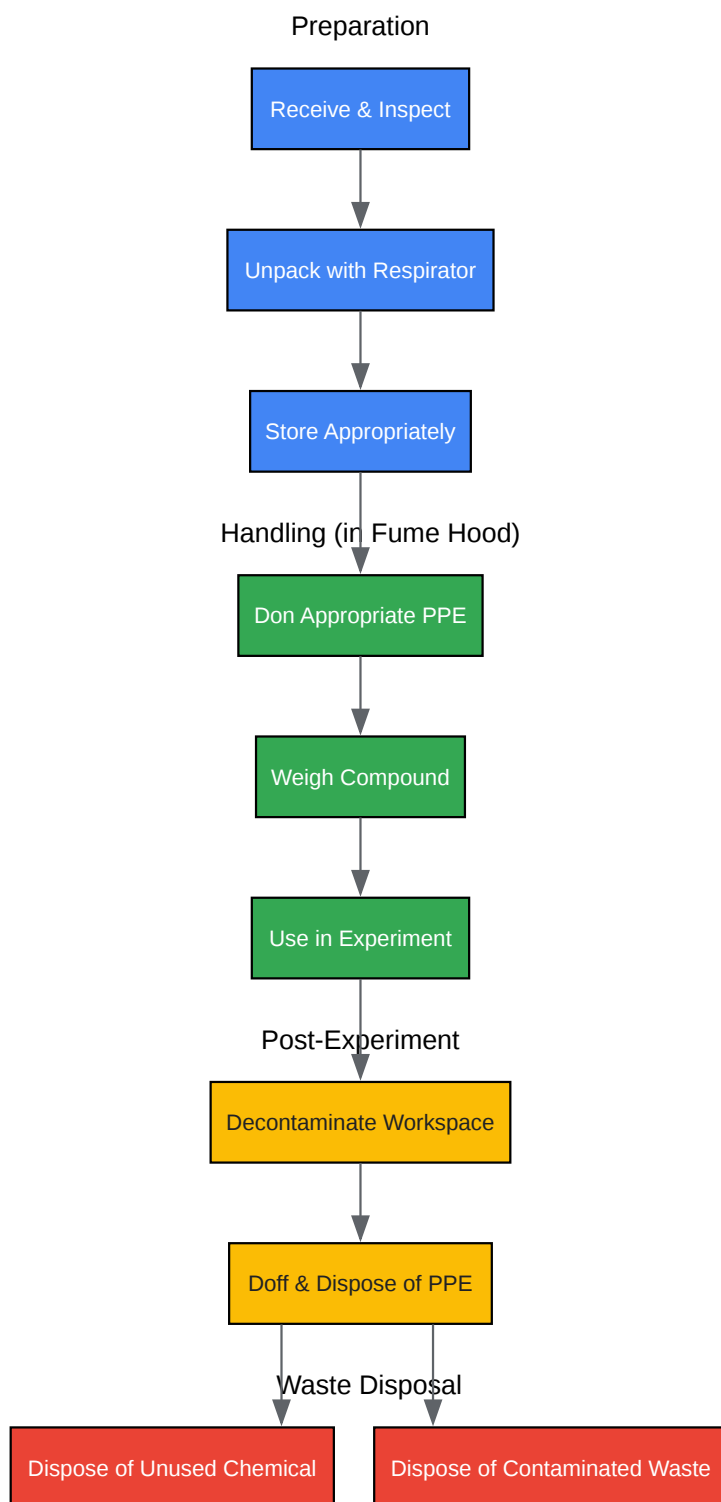 Preparation
Receive & Inspect
Unpack with Respirator
Store Appropriately
Handling (in Fume Hood)
Don Appropriate PPE
Weigh Compound
Use in Experiment
Post-Experiment
Decontaminate Workspace
Doff & Dispose of PPE
Waste Disposal
Dispose of Unused Chemical
Dispose of Contaminated Waste